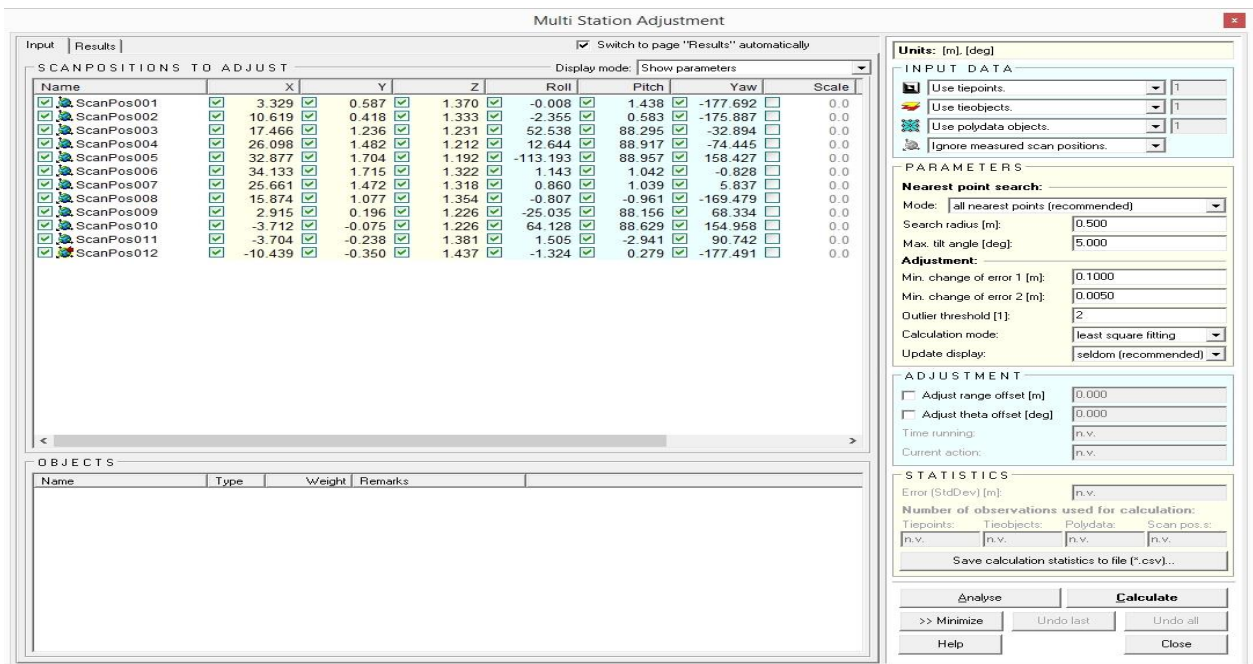 Multi Station Adjustment
Input Results Switch to page "Results" automatically
SCANPOSITIONS TO ADJUST Display mode: Show parameters
Name X Y Z Roll Pitch Yaw Scale
ScanPos001 3.329 0.587 1.370 -0.008 1.438 -177.692 0.0
ScanPos002 10.619 0.418 1.333 -2.355 0.583 -175.887 0.0
ScanPos003 17.466 1.236 1.231 52.538 88.295 -32.894 0.0
ScanPos004 26.098 1.482 1.212 12.644 88.917 -74.445 0.0
ScanPos005 32.877 1.704 1.192 -113.193 88.957 158.427 0.0
ScanPos006 34.133 1.715 1.322 1.143 1.042 -0.828 0.0
ScanPos007 25.661 1.472 1.318 0.860 1.039 5.837 0.0
ScanPos008 15.874 1.077 1.354 -0.807 -0.961 -169.479 0.0
ScanPos009 2.915 0.196 1.226 -25.035 88.156 68.334 0.0
ScanPos010 -3.712 -0.075 1.226 64.128 88.629 154.958 0.0
ScanPos011 -3.704 -0.238 1.381 1.505 -2.941 90.742 0.0
ScanPos012 -10.439 -0.350 1.437 -1.324 0.279 -177.491 0.0
OBJECTS
Name Type Weight Remarks
Units: [m], [deg]
INPUT DATA
Use tiepoints. 1
Use tieobjects. 1
Use polydata objects. 1
Ignore measured scan positions.
PARAMETERS
Nearest point search:
Mode: all nearest points (recommended)
Search radius [m]: 0.500
Max. tilt angle [deg]: 5.000
Adjustment:
Min. change of error 1 [m]: 0.1000
Min. change of error 2 [m]: 0.0050
Outlier threshold [1]: 2
Calculation mode: least square fitting
Update display: seldom (recommended)
ADJUSTMENT
Adjust range offset [m] 0.000
Adjust theta offset [deg] 0.000
Time running: n.v.
Current action: n.v.
STATISTICS
Error (StdDev) [m]: n.v.
Number of observations used for calculation:
Tiepoints: Tieobjects: Polydata: Scan pos.s:
n.v. n.v. n.v. n.v.
Save calculation statistics to file (*.csv)...
Analyse Calculate
>> Minimize Undo last Undo all
Help Close